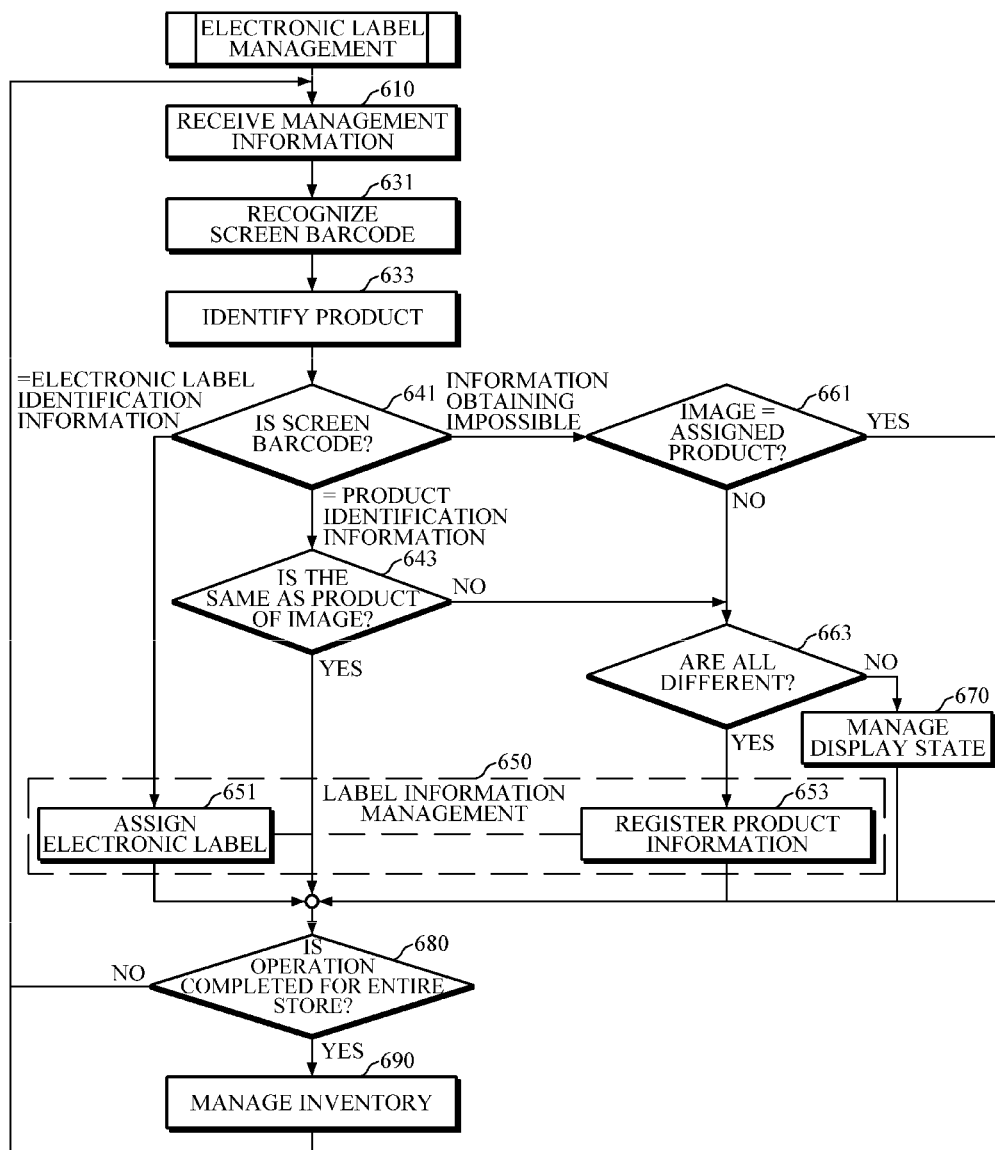 ELECTRONIC LABEL
MANAGEMENT
610
RECEIVE MANAGEMENT
INFORMATION
631
RECOGNIZE
SCREEN BARCODE
633
IDENTIFY PRODUCT
=ELECTRONIC LABEL
IDENTIFICATION
INFORMATION
641
IS SCREEN
BARCODE?
INFORMATION
OBTAINING
IMPOSSIBLE
661
IMAGE =
ASSIGNED
PRODUCT?
YES
NO
= PRODUCT
IDENTIFICATION
INFORMATION
643
IS THE
SAME AS PRODUCT
OF IMAGE?
NO
YES
663
ARE ALL
DIFFERENT?
NO
YES
670
MANAGE
DISPLAY STATE
650
LABEL INFORMATION
MANAGEMENT
651
ASSIGN
ELECTRONIC LABEL
653
REGISTER PRODUCT
INFORMATION
680
IS
OPERATION
COMPLETED FOR ENTIRE
STORE?
NO
YES
690
MANAGE INVENTORY